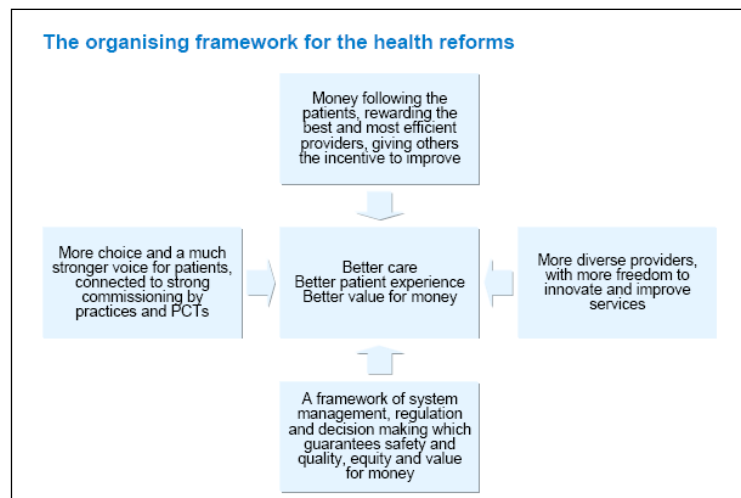 The organising framework for the health reforms
Money following the
patients, rewarding the
best and most efficient
providers, giving others
the incentive to improve
More choice and a much
stronger voice for patients,
connected to strong
commissioning by
practices and PCTs
Better care
Better patient experience
Better value for money
More diverse providers,
with more freedom to
innovate and improve
services
A framework of system
management, regulation
and decision making which
guarantees safety and
quality, equity and value
for money